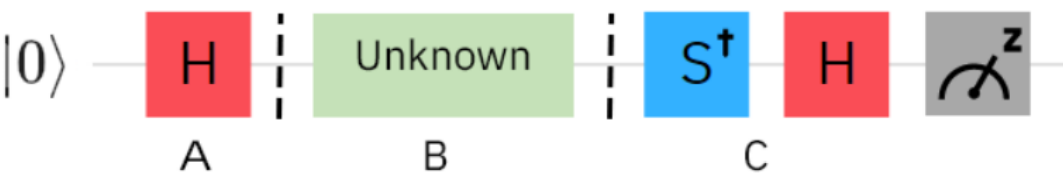 |0⟩ H Unknown S† H z
A B C